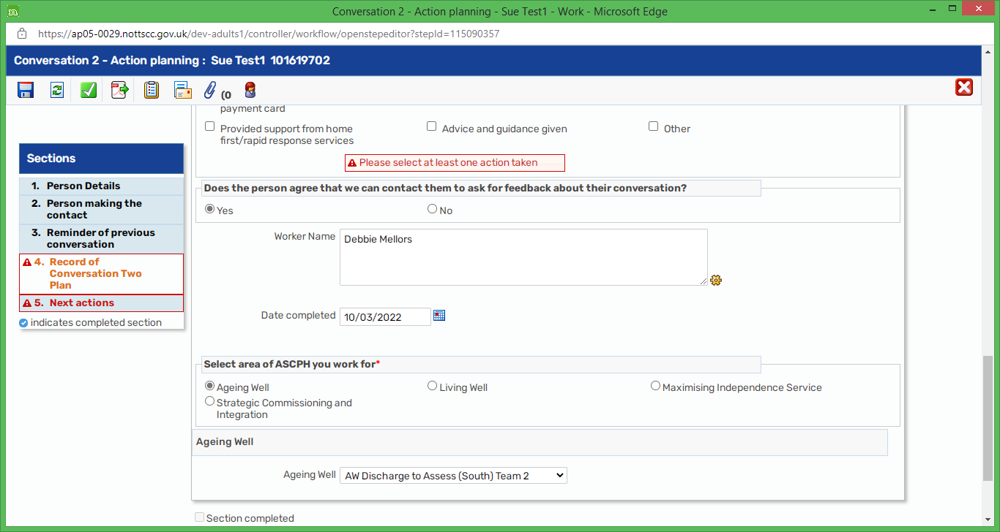 Conversation 2 - Action planning - Sue Test1 - Work - Microsoft Edge
https://ap05-0029.nottscc.gov.uk/dev-adults1/controller/workflow/openstepeditor?stepId=115090357
Conversation 2 - Action planning : Sue Test1 101619702
(0
Sections
1. Person Details
2. Person making the
contact
3. Reminder of previous
conversation
4. Record of
Conversation Two
Plan
5. Next actions
indicates completed section
payment card
Provided support from home
first/rapid response services
Advice and guidance given
Other
Please select at least one action taken
Does the person agree that we can contact them to ask for feedback about their conversation?
Yes No
Worker Name Debbie Mellors
Date completed 10/03/2022
Select area of ASCPH you work for*
Ageing Well Living Well Maximising Independence Service
Strategic Commissioning and
Integration
Ageing Well
Ageing Well AW Discharge to Assess (South) Team 2
Section completed